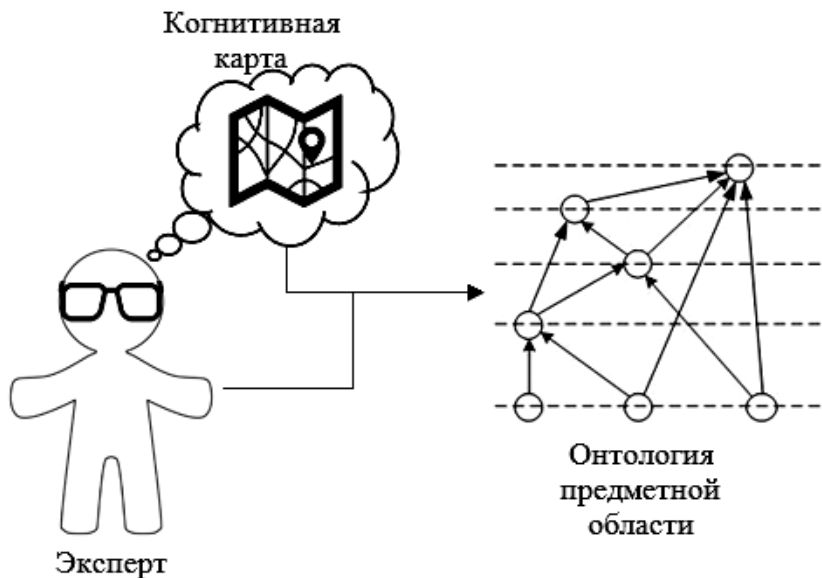 Когнитивная
карта
Онтология
предметной
области
Эксперт